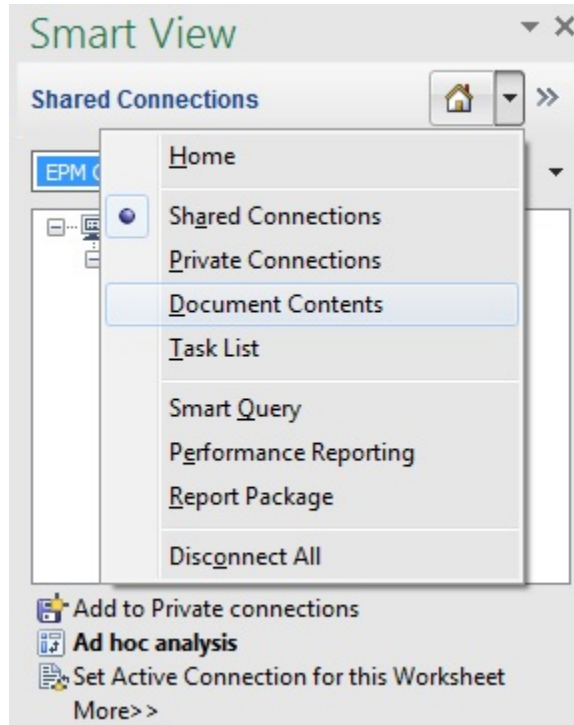 Smart View
Shared Connections
EPM
Home
Shared Connections
Private Connections
Document Contents
Task List
Smart Query
Performance Reporting
Report Package
Disconnect All
Add to Private connections
Ad hoc analysis
Set Active Connection for this Worksheet
More>>